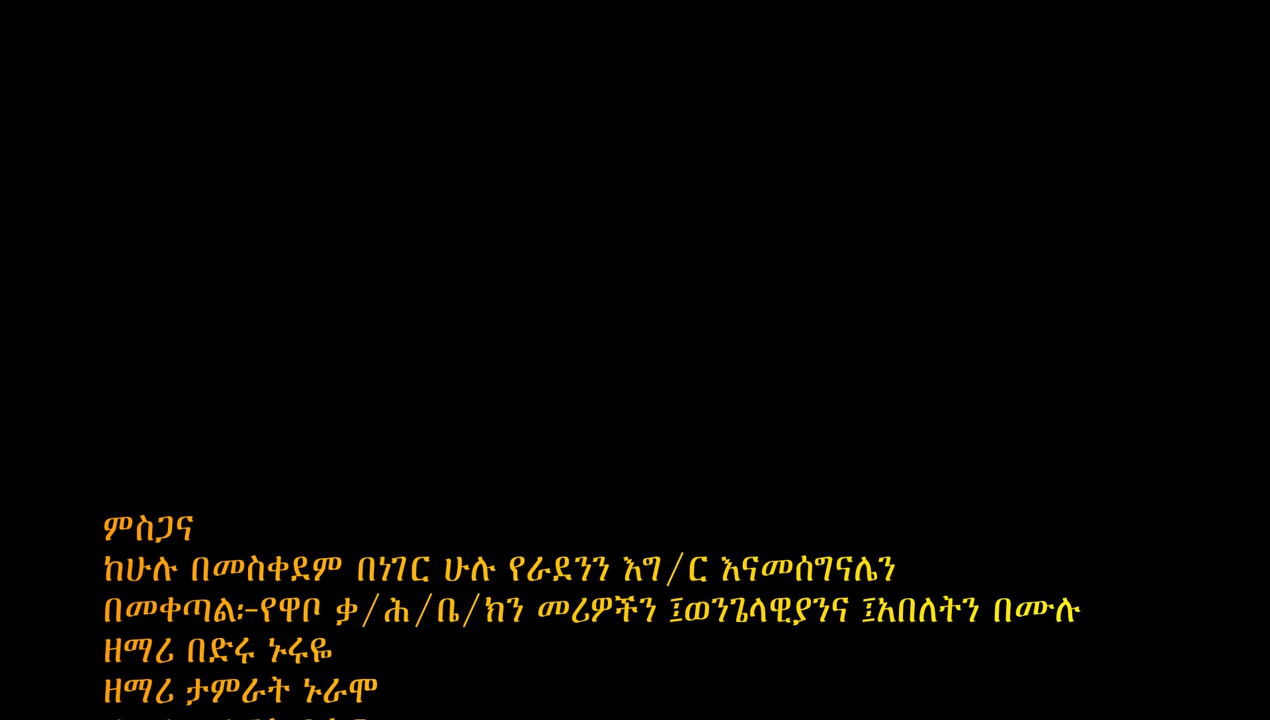 ምስጋና
ከሁሉ በመስቀደም በነገር ሁሉ የራደንን እግ/ር እናመሰግናሌን
በመቀጣል፡-የዋቦ ቃ/ሕ/ቤ/ክን መሪዎችን ፤ወንጌላዊያንና ፤አበለትን በሙሉ
ዘማሪ በድሩ ኑሩዬ
ዘማሪ ታምራት ኑራሞ